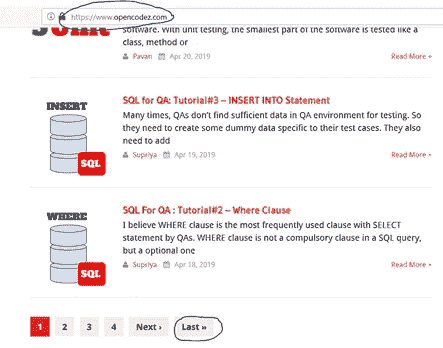 https://www.opencodez.com
software. With unit testing, the smallest part of the software is tested like a
class, method or
Pavan Apr 20, 2019 Read More »
INSERT
SQL
SQL for QA: Tutorial#3 – INSERT INTO Statement
Many times, QAs don't find sufficient data in QA environment for testing. So
they need to create some dummy data specific to their test cases. They also
need to add
Supriya Apr 19, 2019 Read More »
WHERE
SQL
SQL For QA : Tutorial#2 – Where Clause
I believe WHERE clause is the most frequently used clause with SELECT
statement by QAs. WHERE clause is not a compulsory clause in a SQL query,
but a optional one
Supriya Apr 18, 2019 Read More »
1 2 3 4 Next › Last »